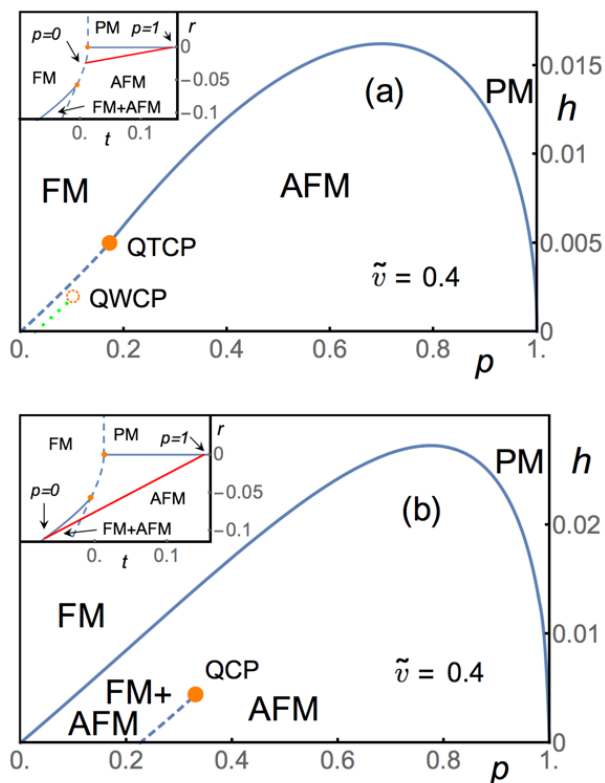 PM
p=0
p=1
r
0
FM
AFM
−0.05
FM+AFM
−0.1
0
0.1
t
(a)
PM
0.015
h
0.01
FM
AFM
QTCP
0.005
QWCP
ṽ = 0.4
0
0.
0.2
0.4
0.6
0.8
1.
p
r
FM
PM
p=1
0
p=0
AFM
−0.05
FM+AFM
−0.1
0
0.1
t
(b)
PM
h
0.02
FM
0.01
QCP
FM+
AFM
AFM
ṽ = 0.4
0
0.
0.2
0.4
0.6
0.8
1.
p